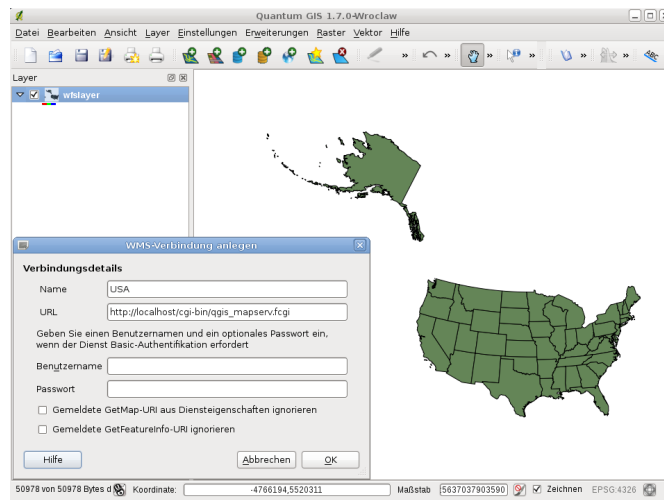 Quantum GIS 1.7.0-Wroclaw
Datei Bearbeiten Ansicht Layer Einstellungen Erweiterungen Raster Vektor Hilfe
Layer
wfslayer
WMS-Verbindung anlegen
Verbindungsdetails
Name USA
URL http://localhost/cgi-bin/qgis_mapserv.fcgi
Geben Sie einen Benutzernamen und ein optionales Passwort ein,
wenn der Dienst Basic-Authentifikation erfordert
Benutzername
Passwort
Gemeldete GetMap-URI aus Diensteigenschaften ignorieren
Gemeldete GetFeatureInfo-URI ignorieren
Hilfe Abbrechen OK
50978 von 50978 Bytes d Koordinate: -4766194,5520311 Maßstab 5637037903590 Zeichnen EPSG:4326